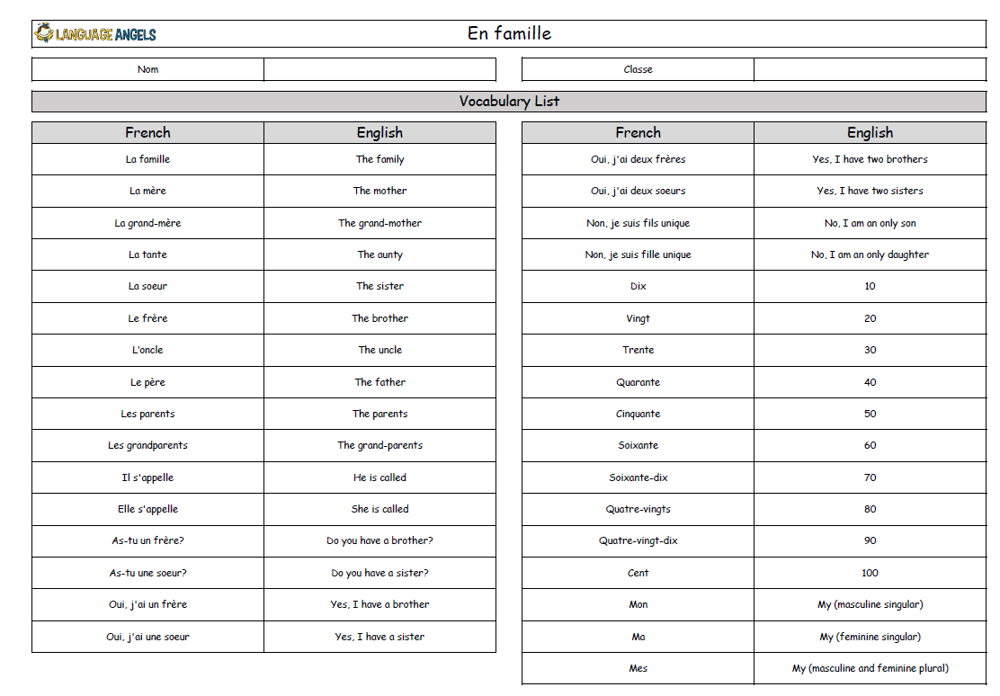 LANGUAGE ANGELS
En famille
Nom
Classe
Vocabulary List
French English
La famille The family
La mère The mother
La grand-mère The grand-mother
La tante The aunty
La soeur The sister
Le frère The brother
L'oncle The uncle
Le père The father
Les parents The parents
Les grandparents The grand-parents
Il s'appelle He is called
Elle s'appelle She is called
As-tu un frère? Do you have a brother?
As-tu une soeur? Do you have a sister?
Oui, j'ai un frère Yes, I have a brother
Oui, j'ai une soeur Yes, I have a sister
French English
Oui, j'ai deux frères Yes, I have two brothers
Oui, j'ai deux soeurs Yes, I have two sisters
Non, je suis fils unique No, I am an only son
Non, je suis fille unique No, I am an only daughter
Dix 10
Vingt 20
Trente 30
Quarante 40
Cinquante 50
Soixante 60
Soixante-dix 70
Quatre-vingts 80
Quatre-vingt-dix 90
Cent 100
Mon My (masculine singular)
Ma My (feminine singular)
Mes My (masculine and feminine plural)